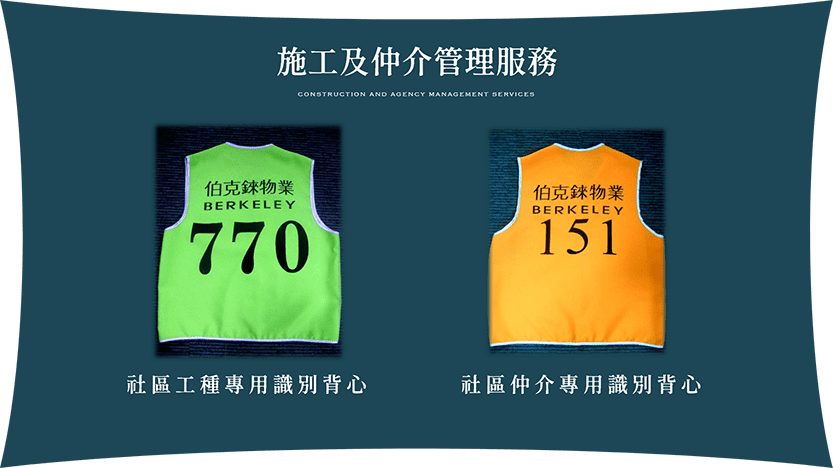 施工及仲介管理服務
CONSTRUCTION AND AGENCY MANAGEMENT SERVICES
伯克錸物業
BERKELEY
770
伯克錸物業
BERKELEY
151
社區工種專用識別背心
社區仲介專用識別背心